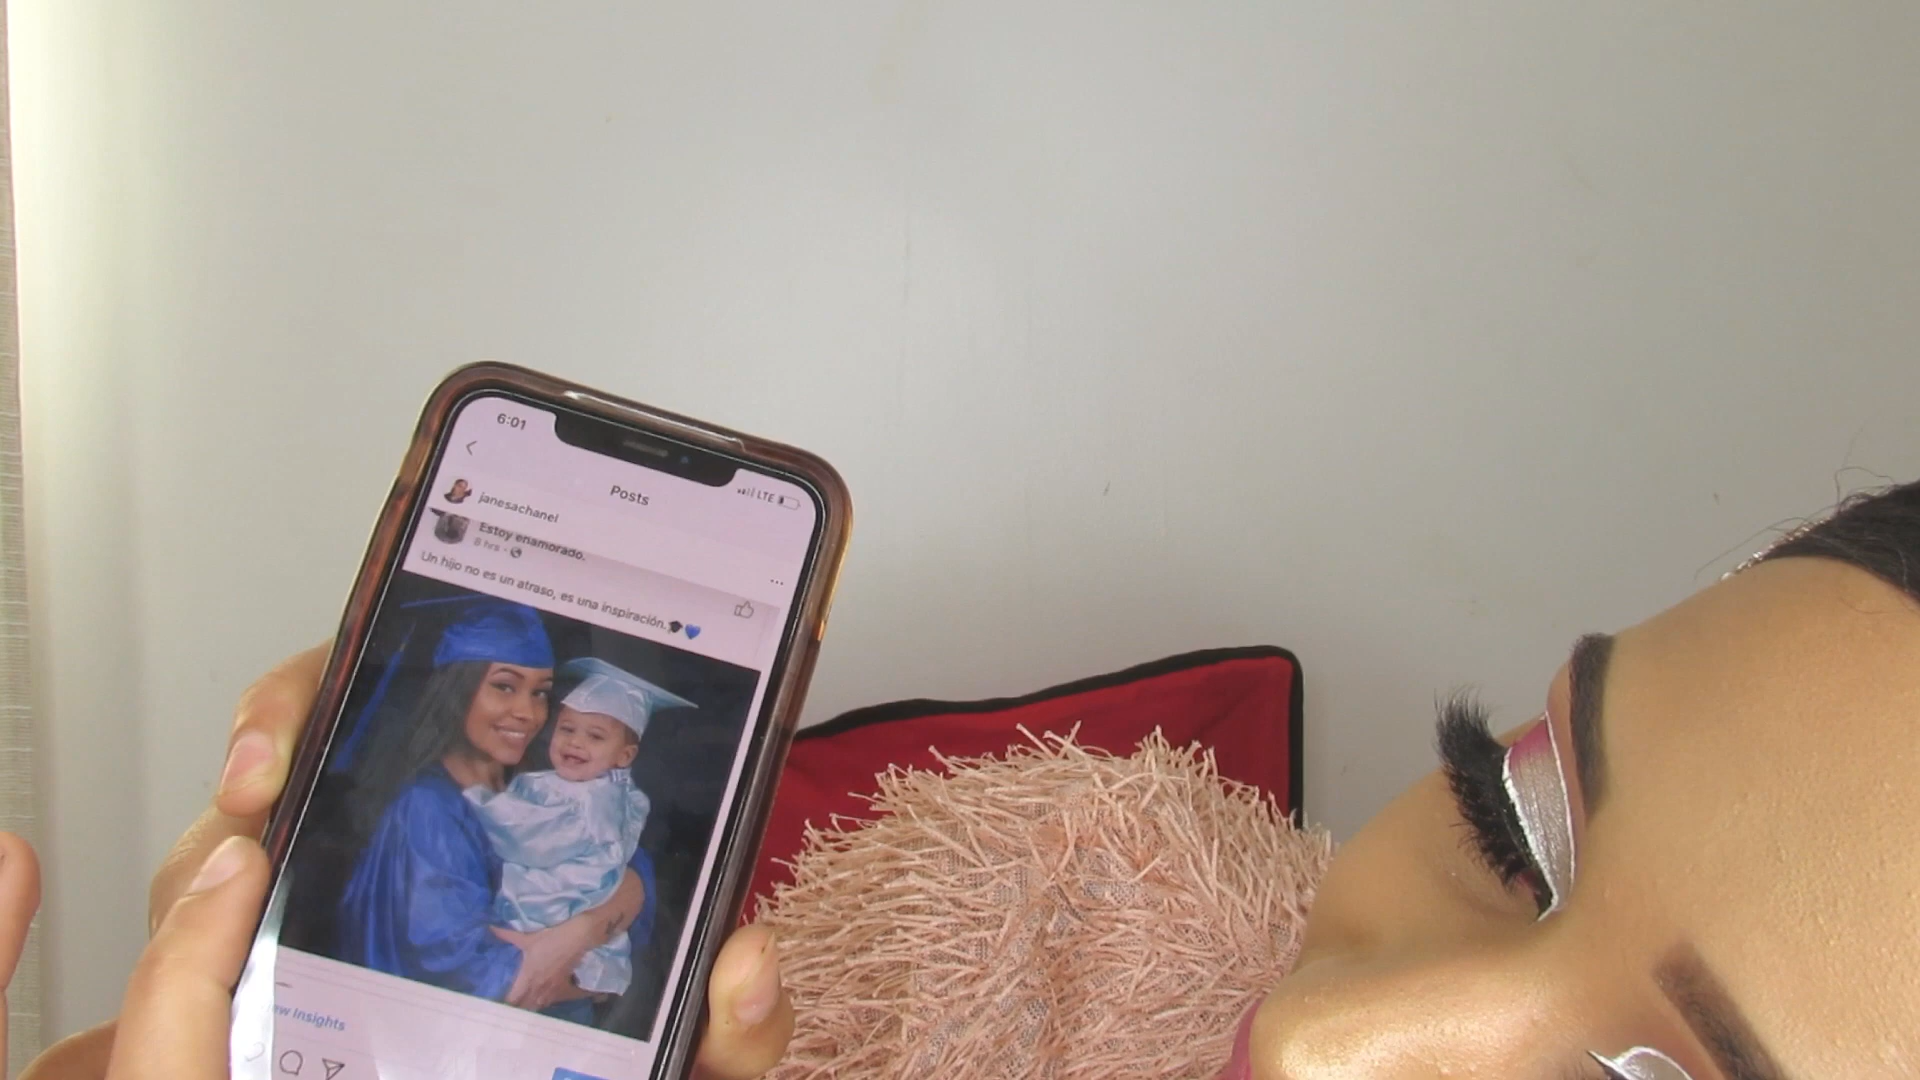 6:01
LTE
Posts
janesachanel
Estoy enamorado.
8 hrs
Un hijo no es un atraso, es una inspiración.🎓💙
Insights